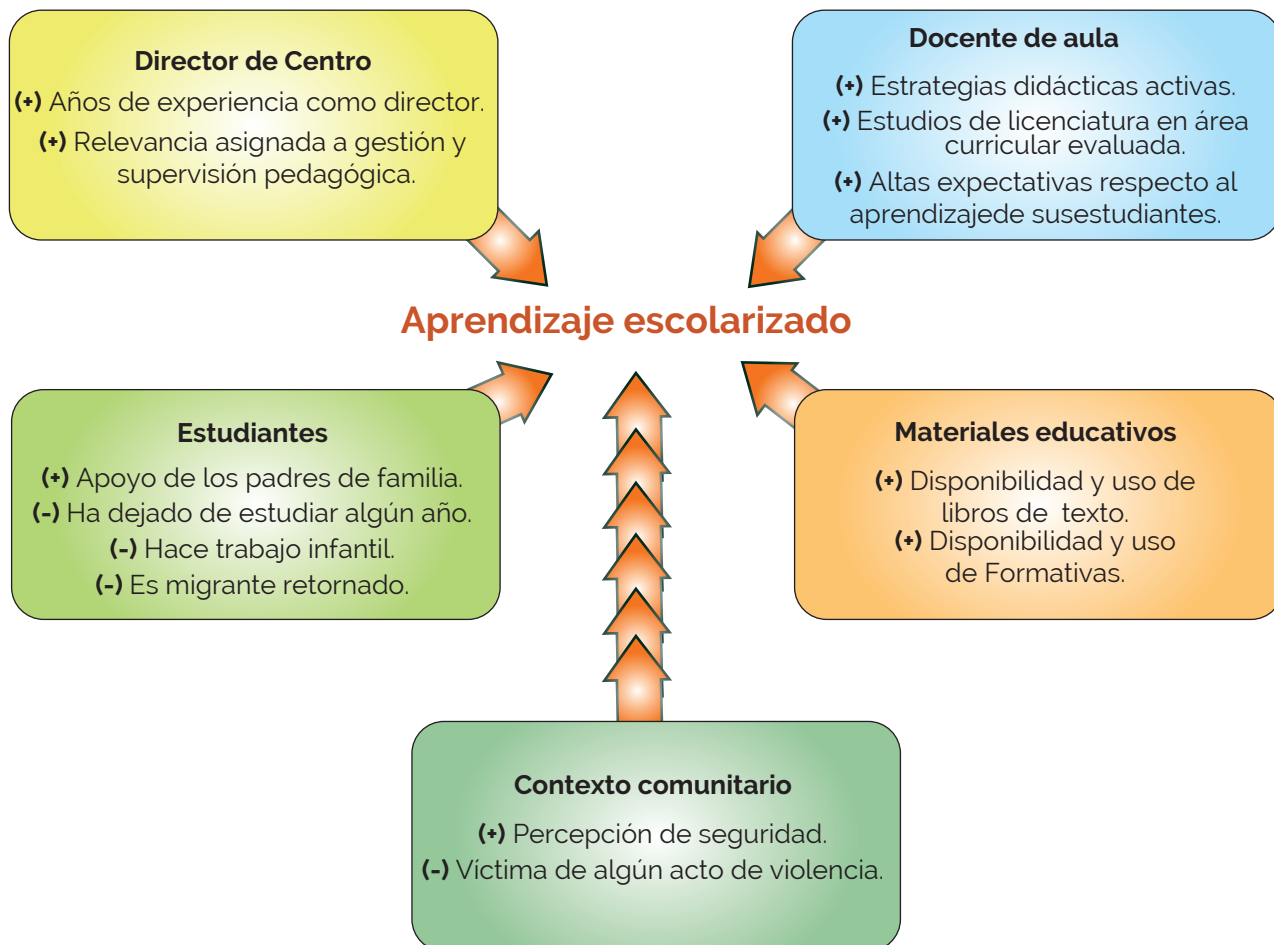 Director de Centro
(+) Años de experiencia como director.
(+) Relevancia asignada a gestión y
supervisión pedagógica.
Docente de aula
(+) Estrategias didácticas activas.
(+) Estudios de licenciatura en área
curricular evaluada.
(+) Altas expectativas respecto al
aprendizajede susestudiantes.
Aprendizaje escolarizado
Estudiantes
(+) Apoyo de los padres de familia.
(-) Ha dejado de estudiar algún año.
(-) Hace trabajo infantil.
(-) Es migrante retornado.
Materiales educativos
(+) Disponibilidad y uso de
libros de texto.
(+) Disponibilidad y uso
de Formativas.
Contexto comunitario
(+) Percepción de seguridad.
(-) Víctima de algún acto de violencia.